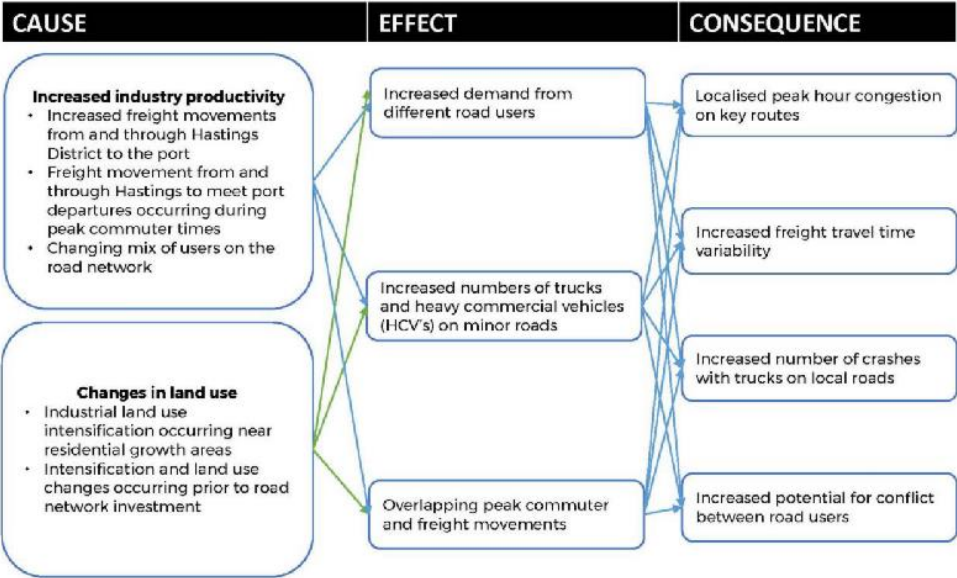 CAUSE
EFFECT
CONSEQUENCE
Increased industry productivity
• Increased freight movements
from and through Hastings
District to the port
• Freight movement from and
through Hastings to meet port
departures occurring during
peak commuter times
• Changing mix of users on the
road network
Changes in land use
• Industrial land use
intensification occurring near
residential growth areas
• Intensification and land use
changes occurring prior to road
network investment
Increased demand from
different road users
Increased numbers of trucks
and heavy commercial vehicles
(HCV's) on minor roads
Overlapping peak commuter
and freight movements
Localised peak hour congestion
on key routes
Increased freight travel time
variability
Increased number of crashes
with trucks on local roads
Increased potential for conflict
between road users